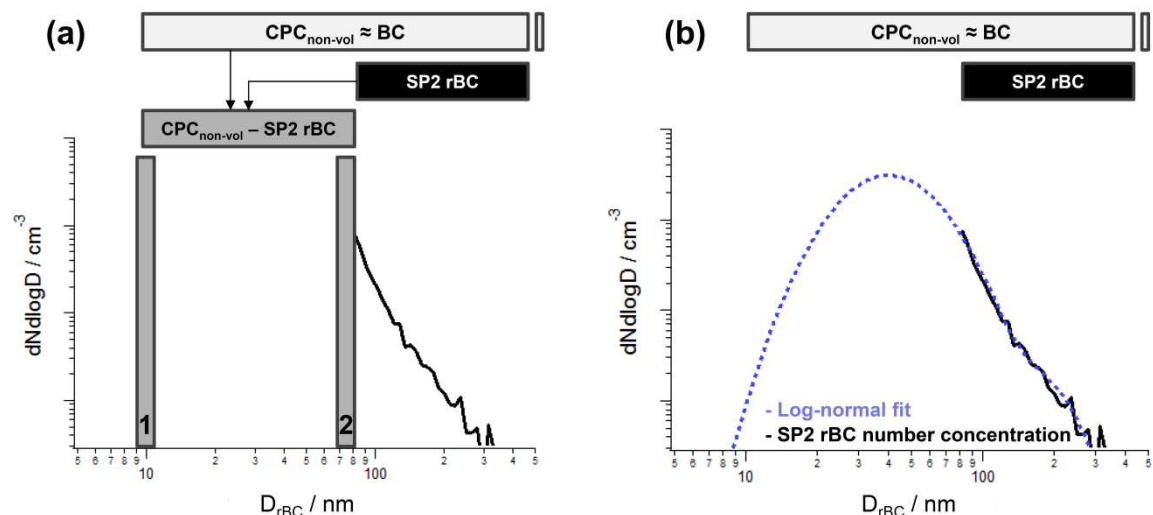 (a)
CPCnon-vol ≈ BC
SP2 rBC
CPCnon-vol – SP2 rBC
1
2
dNdlogD / cm-3
5 6 7 8 9 2 3 4 5 6 7 8 9 2 3 4 5
10 100
DrBC / nm
(b)
CPCnon-vol ≈ BC
SP2 rBC
dNdlogD / cm-3
- Log-normal fit
- SP2 rBC number concentration
5 6 7 8 9 2 3 4 5 6 7 8 9 2 3 4 5
10 100
DrBC / nm